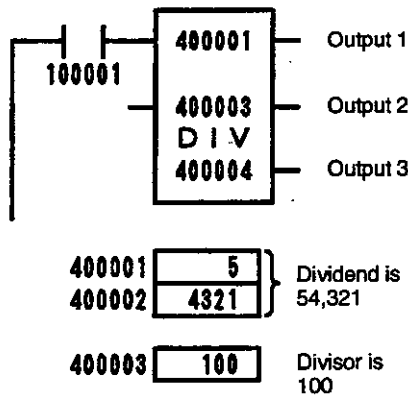 400001 Output 1
100001
400003 Output 2
DIV
400004 Output 3
400001 5
400002 4321
Dividend is
54,321
400003 100
Divisor is
100